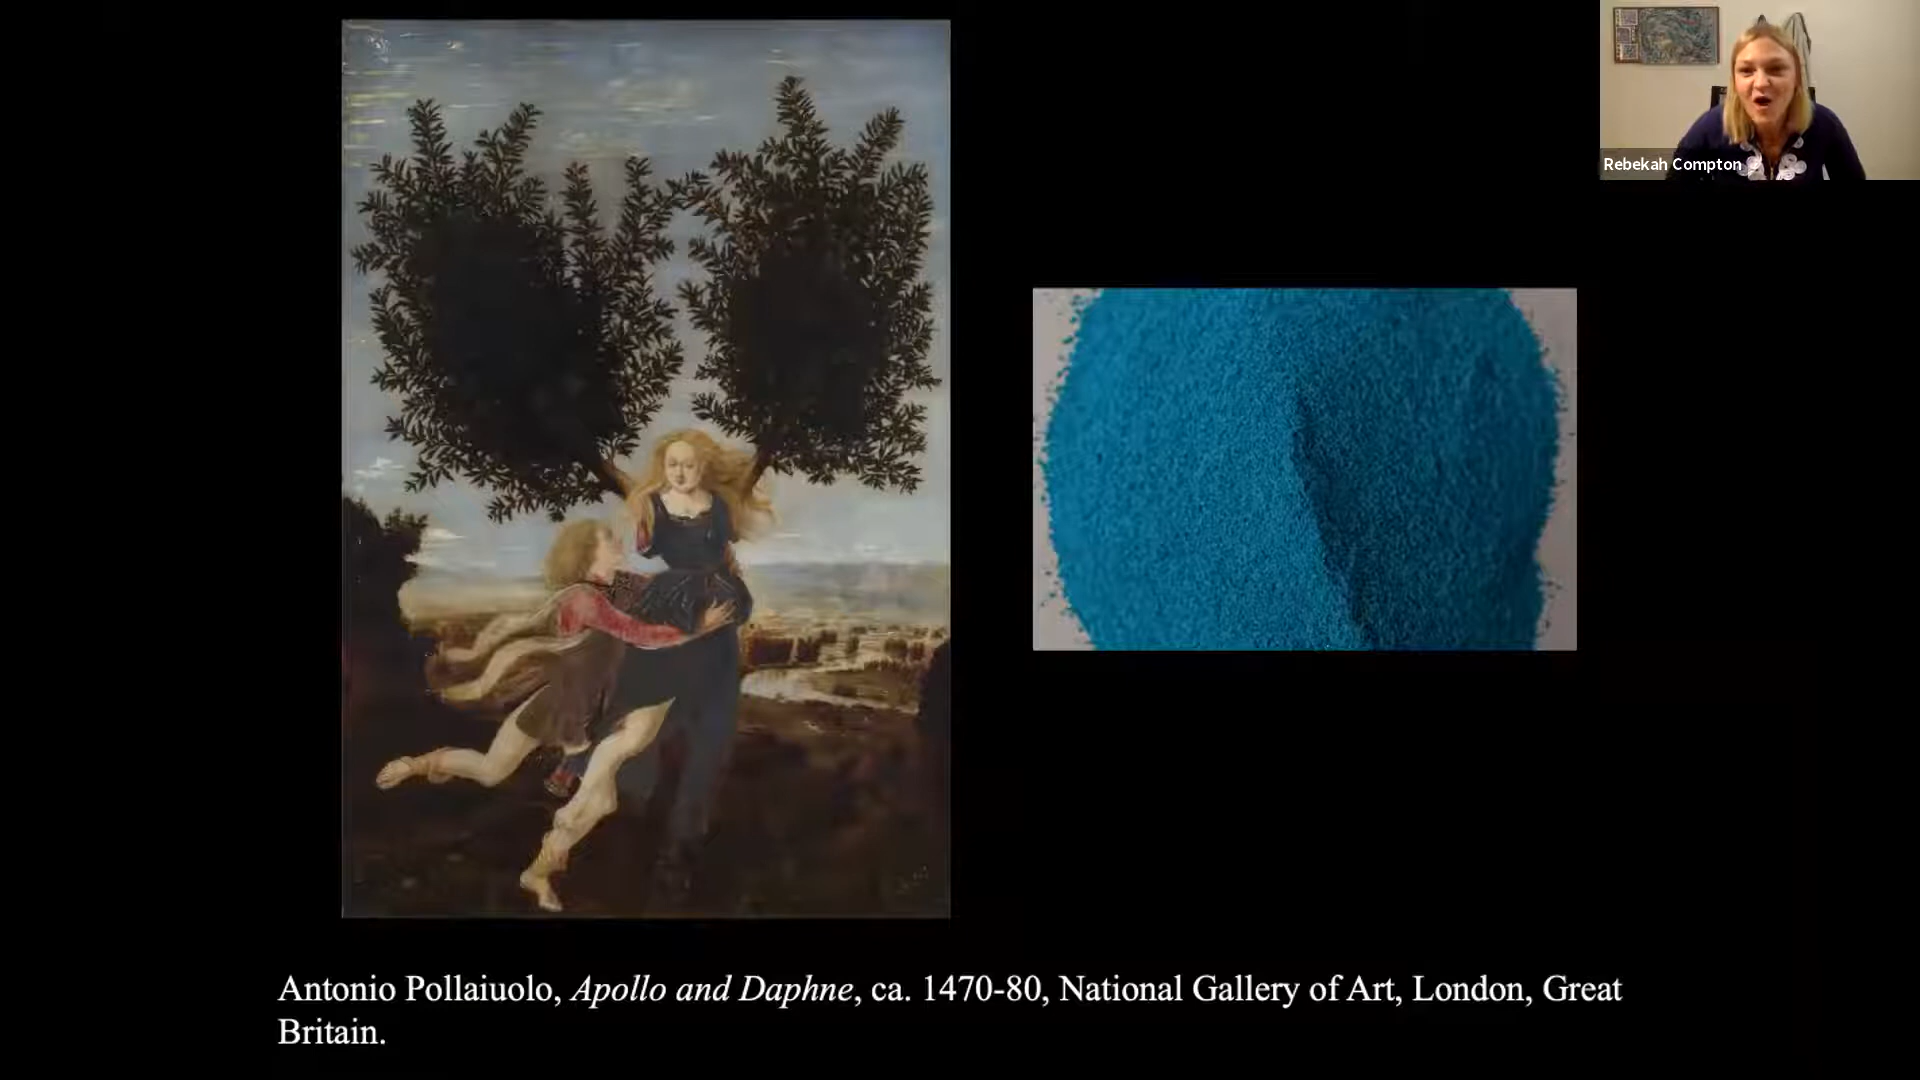 Rebekah Compton
Antonio Pollaiuolo, Apollo and Daphne, ca. 1470-80, National Gallery of Art, London, Great
Britain.